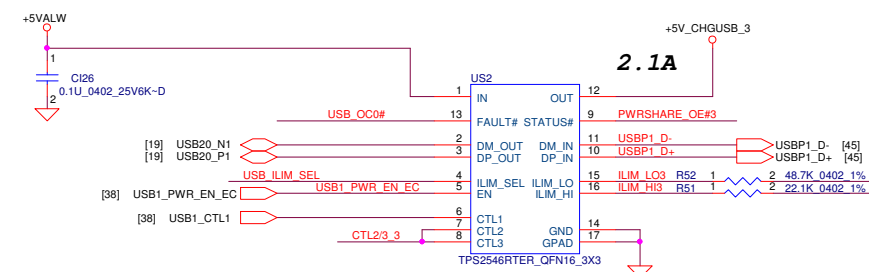 +5VALW
+5V_CHGUSB_3
2.1A
1
CI26
0.1U_0402_25V6K~D
2
US2
1 IN OUT 12
USB_OC0# 13 FAULT# STATUS# 9 PWRSHARE_OE#3
[19] USB20_N1 2 DM_OUT DM_IN 11 USBP1_D- USBP1_D- [45]
[19] USB20_P1 3 DP_OUT DP_IN 10 USBP1_D+ USBP1_D+ [45]
USB_ILIM_SEL 4 ILIM_SEL ILIM_LO 15 ILIM_LO3 R52 1 2 48.7K_0402_1%
[38] USB1_PWR_EN_EC USB1_PWR_EN_EC 5 EN ILIM_HI 16 ILIM_HI3 R51 1 2 22.1K_0402_1%
[38] USB1_CTL1 6 CTL1
7 CTL2 GND 14
CTL2/3_3 8 CTL3 GPAD 17
TPS2546RTER_QFN16_3X3